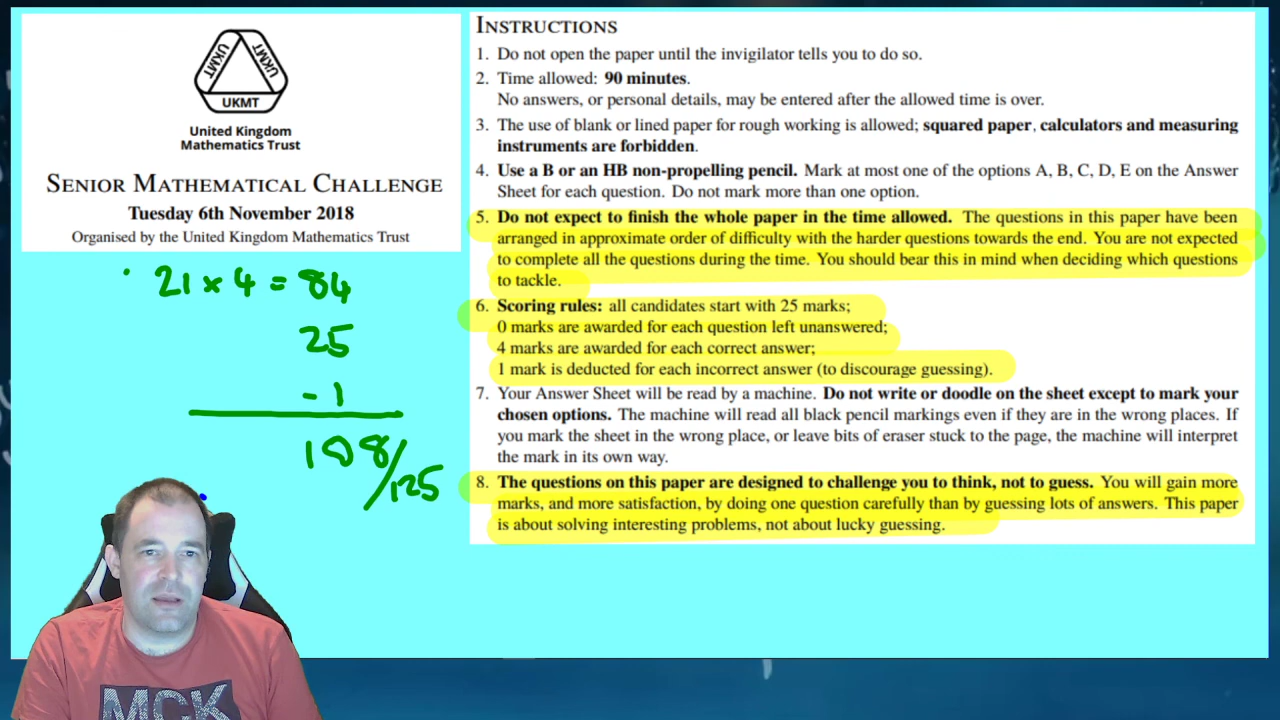 UKMT
UKMT
UKMT
United Kingdom
Mathematics Trust
SENIOR MATHEMATICAL CHALLENGE
Tuesday 6th November 2018
Organised by the United Kingdom Mathematics Trust
21 × 4 = 84
25
- 1
108/125
MCK
INSTRUCTIONS
1. Do not open the paper until the invigilator tells you to do so.
2. Time allowed: 90 minutes.
No answers, or personal details, may be entered after the allowed time is over.
3. The use of blank or lined paper for rough working is allowed; squared paper, calculators and measuring
instruments are forbidden.
4. Use a B or an HB non-propelling pencil. Mark at most one of the options A, B, C, D, E on the Answer
Sheet for each question. Do not mark more than one option.
5. Do not expect to finish the whole paper in the time allowed. The questions in this paper have been
arranged in approximate order of difficulty with the harder questions towards the end. You are not expected
to complete all the questions during the time. You should bear this in mind when deciding which questions
to tackle.
6. Scoring rules: all candidates start with 25 marks;
0 marks are awarded for each question left unanswered;
4 marks are awarded for each correct answer;
1 mark is deducted for each incorrect answer (to discourage guessing).
7. Your Answer Sheet will be read by a machine. Do not write or doodle on the sheet except to mark your
chosen options. The machine will read all black pencil markings even if they are in the wrong places. If
you mark the sheet in the wrong place, or leave bits of eraser stuck to the page, the machine will interpret
the mark in its own way.
8. The questions on this paper are designed to challenge you to think, not to guess. You will gain more
marks, and more satisfaction, by doing one question carefully than by guessing lots of answers. This paper
is about solving interesting problems, not about lucky guessing.